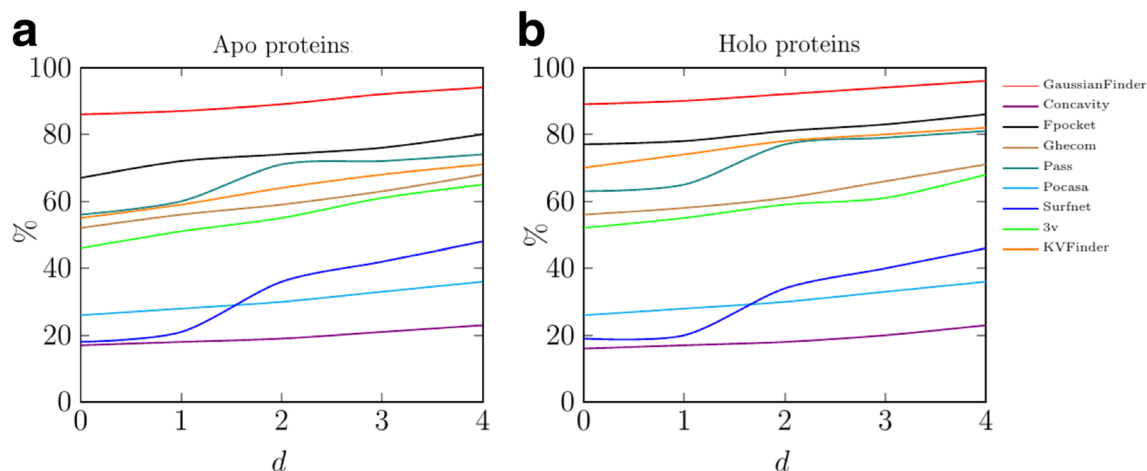 a
b
Apo proteins
Holo proteins
100
80
60
40
20
0
%
0 1 2 3 4
d
100
80
60
40
20
0
%
0 1 2 3 4
d
GaussianFinder
Concavity
Fpocket
Ghecom
Pass
Pocasa
Surfnet
3v
KVFinder